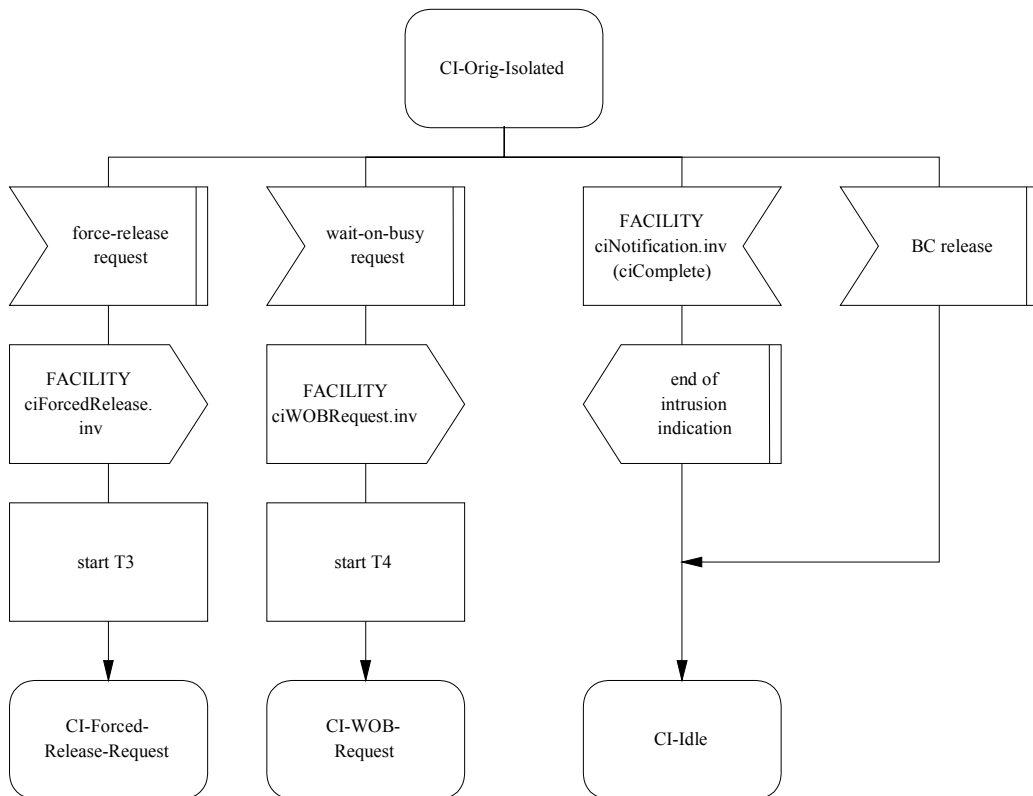 CI-Orig-Isolated
force-release
request
wait-on-busy
request
FACILITY
ciNotification.inv
(ciComplete)
BC release
FACILITY
ciForcedRelease.
inv
FACILITY
ciWOBRequest.inv
end of
intrusion
indication
start T3
start T4
CI-Forced-
Release-Request
CI-WOB-
Request
CI-Idle